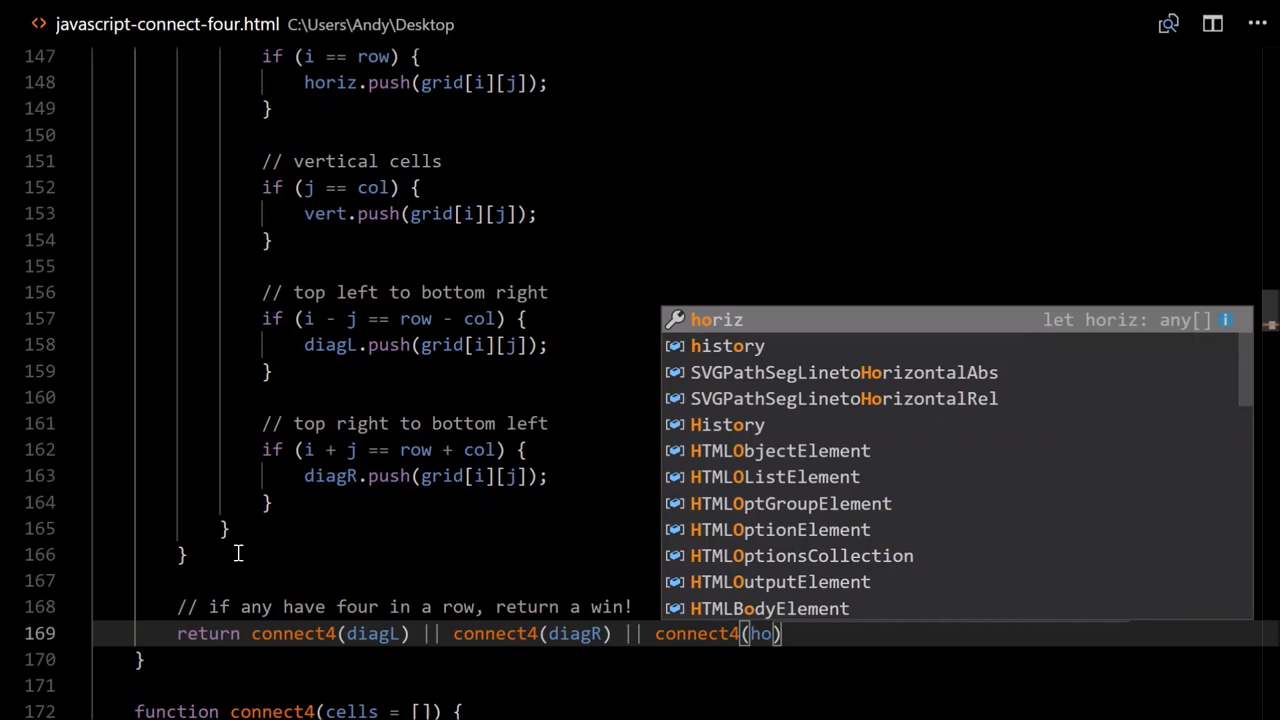 javascript-connect-four.html C:\Users\Andy\Desktop
147 if (i == row) {
148 horiz.push(grid[i][j]);
149 }
150
151 // vertical cells
152 if (j == col) {
153 vert.push(grid[i][j]);
154 }
155
156 // top left to bottom right
157 if (i - j == row - col) {
158 diagL.push(grid[i][j]);
159 }
160
161 // top right to bottom left
162 if (i + j == row + col) {
163 diagR.push(grid[i][j]);
164 }
165 }
166 }
167
168 // if any have four in a row, return a win!
169 return connect4(diagL) || connect4(diagR) || connect4(ho)
170 }
171
172 function connect4(cells = []) {
horiz let horiz: any[]
history
SVGPathSegLinetoHorizontalAbs
SVGPathSegLinetoHorizontalRel
History
HTMLObjectElement
HTMLOListElement
HTMLOptGroupElement
HTMLOptionElement
HTMLOptionsCollection
HTMLOutputElement
HTMLBodyElement